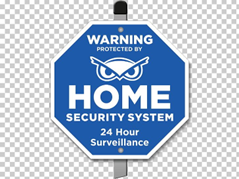 WARNING
PROTECTED BY
HOME
SECURITY SYSTEM
24 Hour
Surveillance